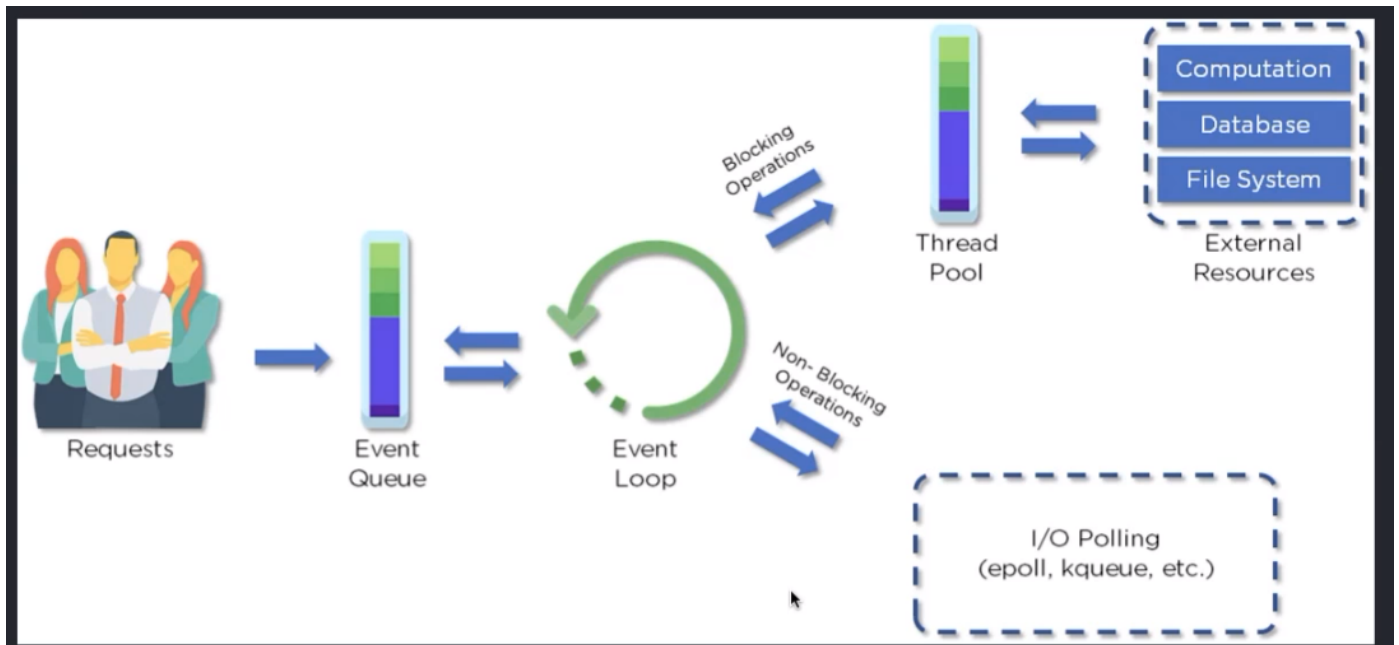 Requests
Event
Queue
Event
Loop
Blocking
Operations
Non- Blocking
Operations
Thread
Pool
Computation
Database
File System
External
Resources
I/O Polling
(epoll, kqueue, etc.)